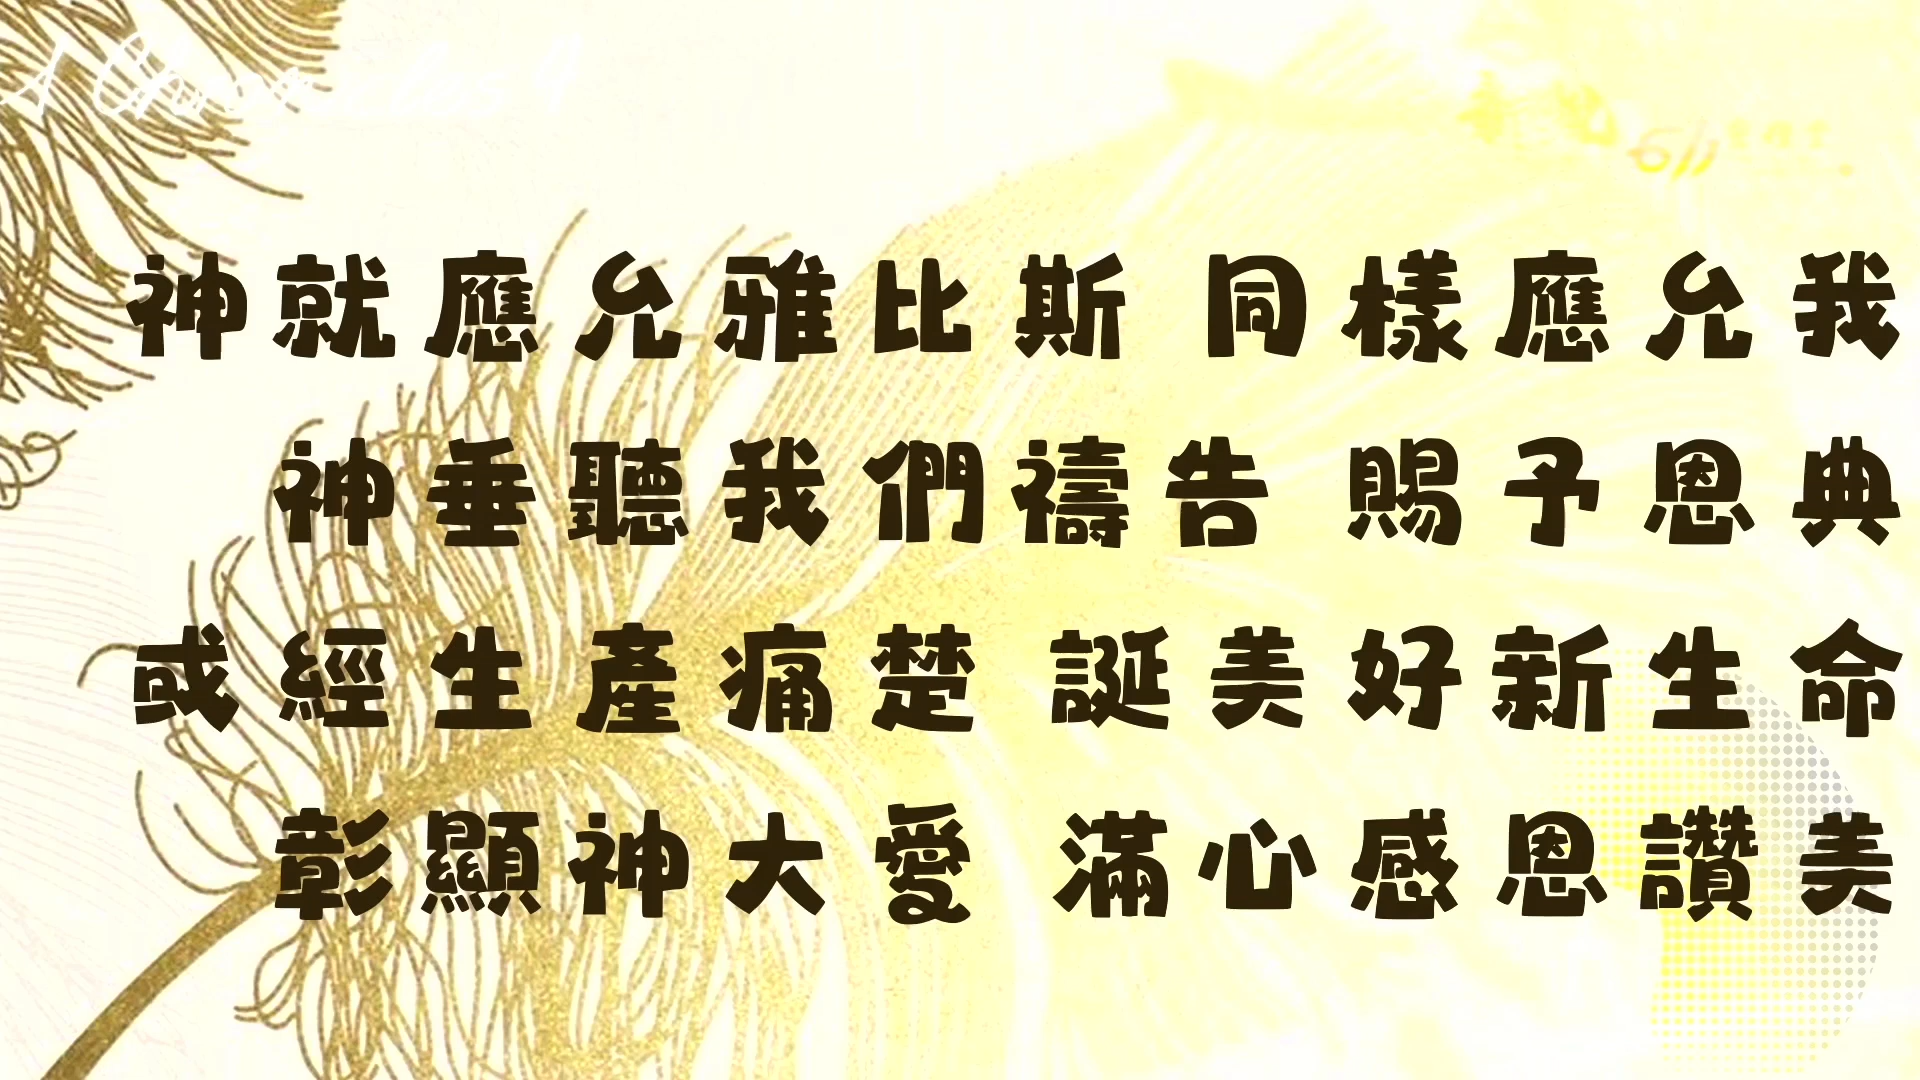 神就應允雅比斯 同樣應允我
神垂聽我們禱告 賜予恩典
或經生產痛楚 誕美好新生命
彰顯神大愛 滿心感恩讚美
611